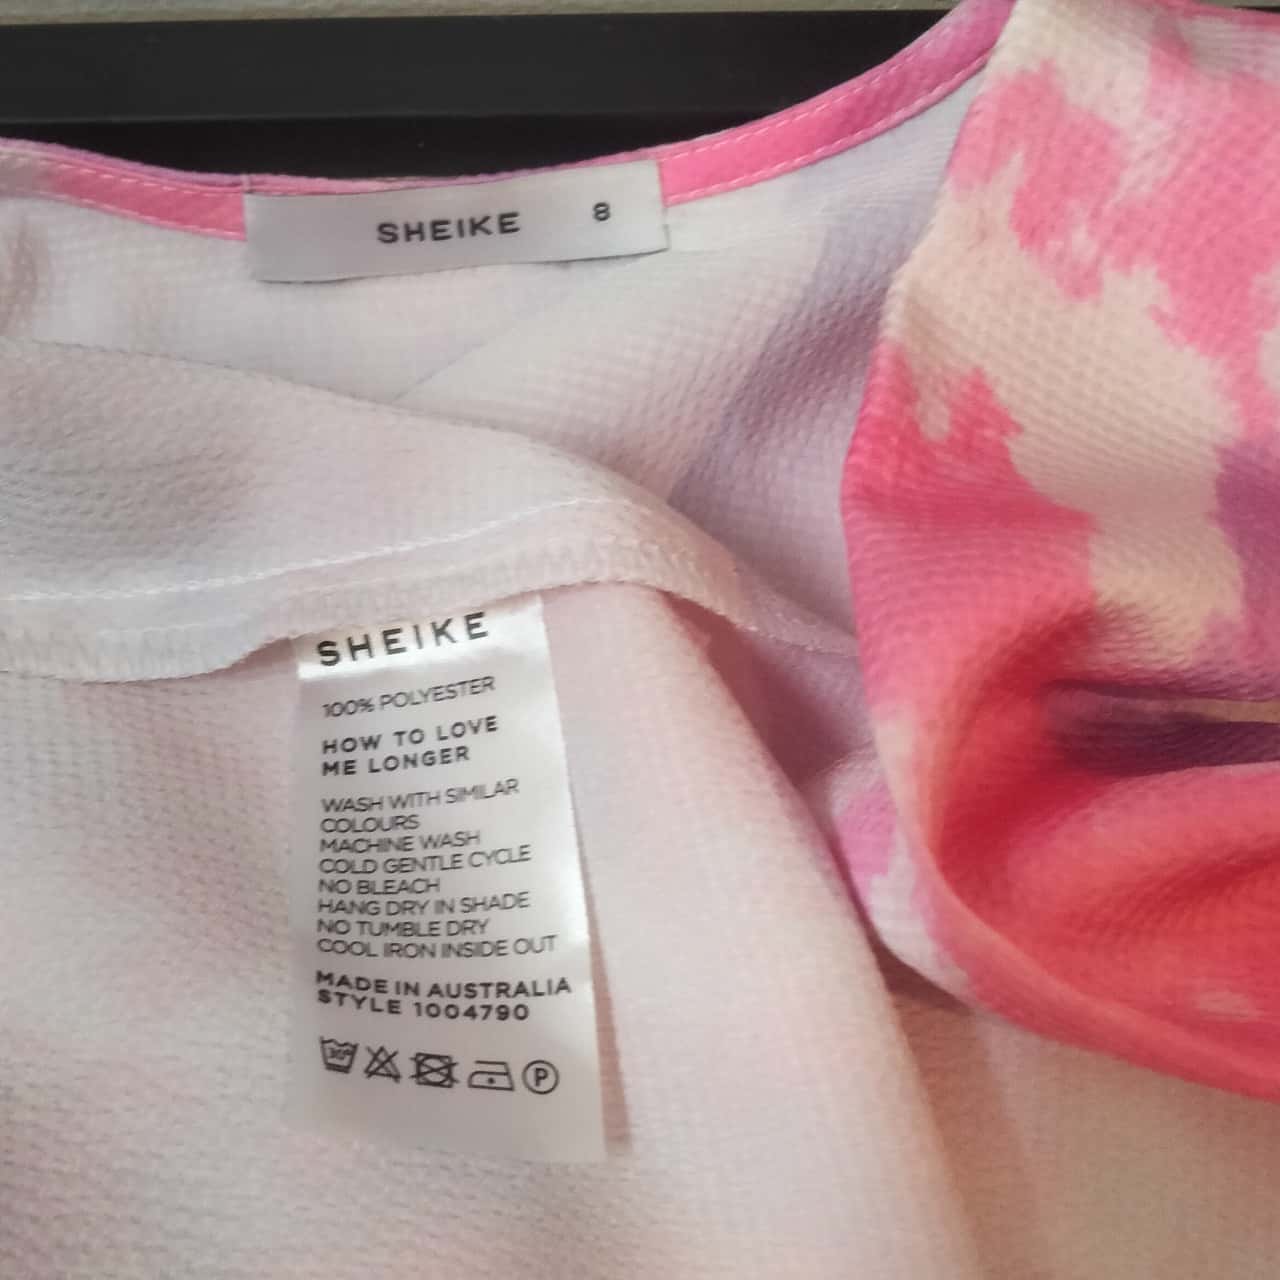 SHEIKE 8
SHEIKE
100% POLYESTER
HOW TO LOVE
ME LONGER
WASH WITH SIMILAR
COLOURS
MACHINE WASH
COLD GENTLE CYCLE
NO BLEACH
HANG DRY IN SHADE
NO TUMBLE DRY
COOL IRON INSIDE OUT
MADE IN AUSTRALIA
STYLE 1004790
30° P